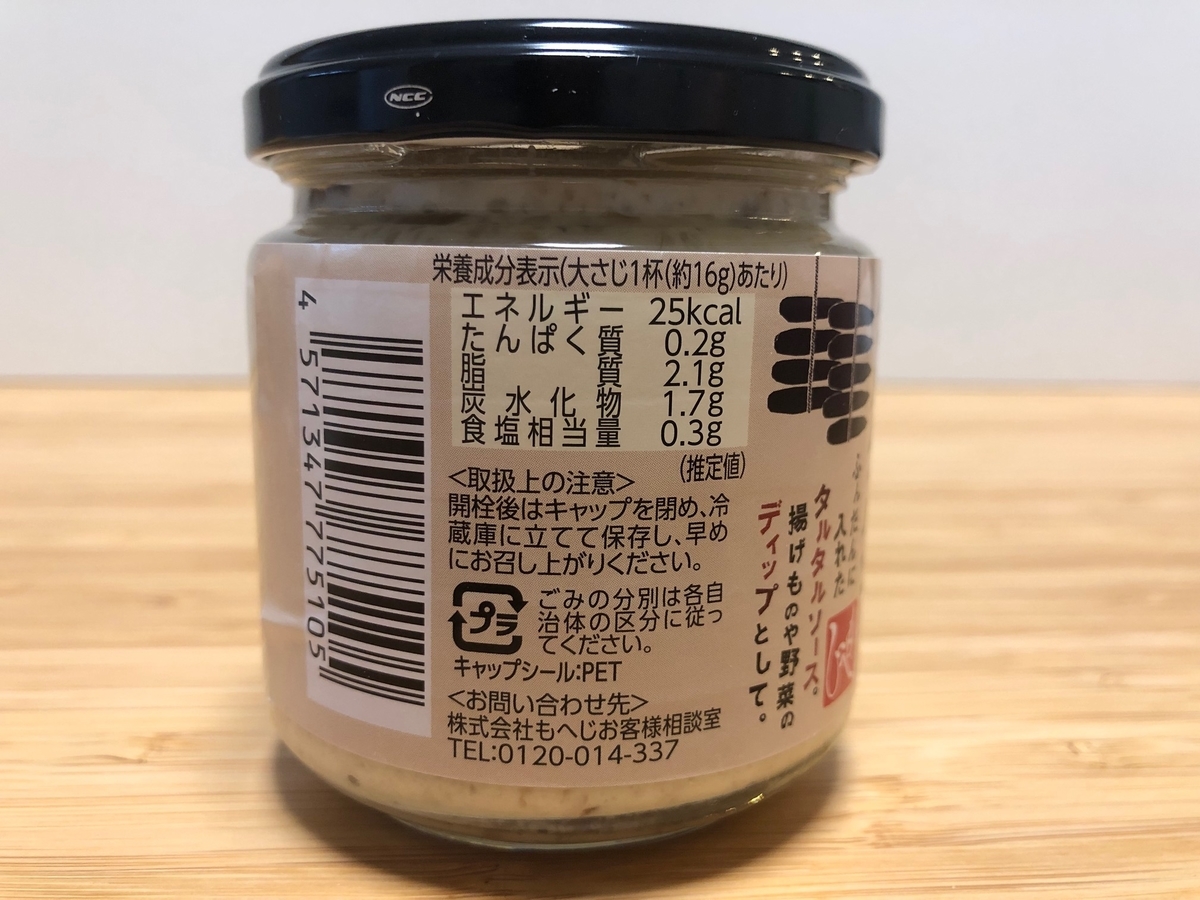 NCC
栄養成分表示(大さじ1杯(約16g)あたり)
エネルギー 25kcal
たんぱく質 0.2g
脂質 2.1g
炭水化物 1.7g
食塩相当量 0.3g
(推定値)
<取扱上の注意>
開栓後はキャップを閉め、冷
蔵庫に立てて保存し、早め
にお召し上がりください。
プラ
ごみの分別は各自
治体の区分に従っ
てください。
キャップシール:PET
<お問い合わせ先>
株式会社もへじお客様相談室
TEL:0120-014-337
4 571347 775105
ふんだんに
入れた
タルタルソース。
揚げものや野菜の
ディップとして。